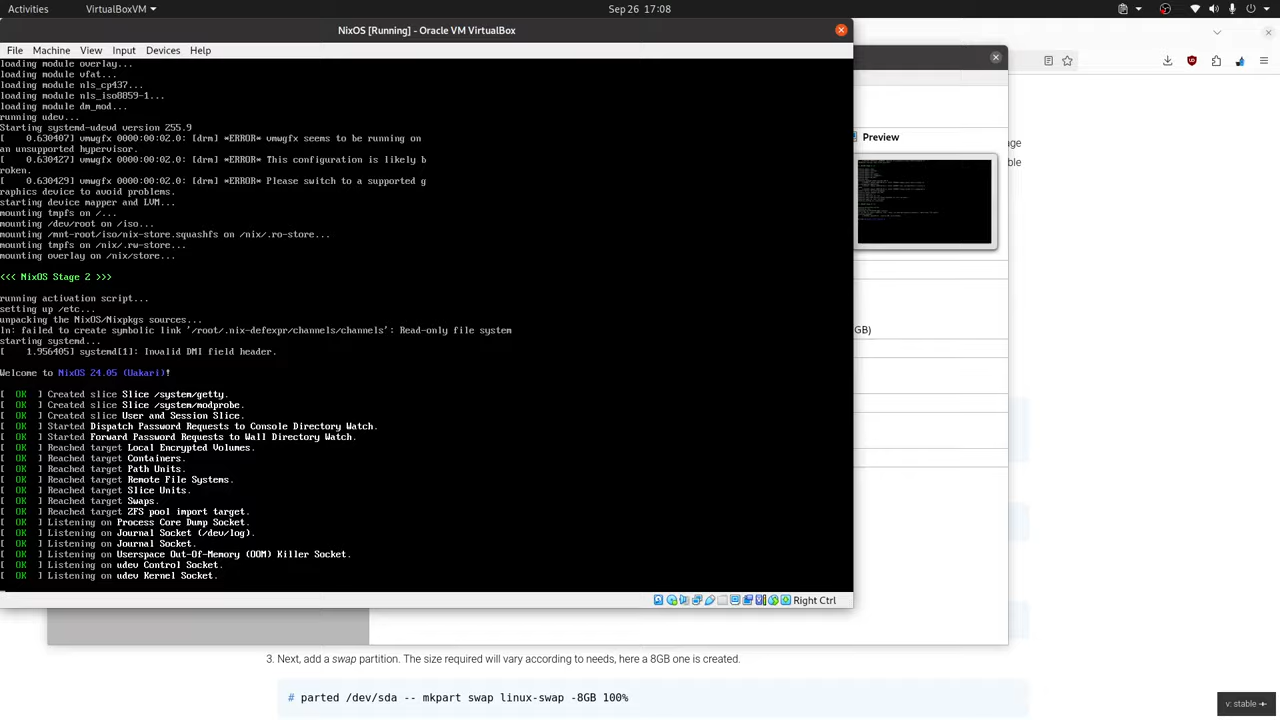 Activities
VirtualBoxVM
Sep 26 17:08
NixOS [Running] - Oracle VM VirtualBox
File Machine View Input Devices Help
loading module overlay...
loading module vfat...
loading module nls_cp437...
loading module nls_iso8859-1...
loading module dm_mod...
running udev...
Starting systemd-udevd version 255.9
[    0.630407] vmwgfx 0000:00:02.0: [drm] *ERROR* vmwgfx seems to be running on
an unsupported hypervisor.
[    0.630427] vmwgfx 0000:00:02.0: [drm] *ERROR* This configuration is likely b
roken.
[    0.630429] vmwgfx 0000:00:02.0: [drm] *ERROR* Please switch to a supported g
raphics device to avoid problems.
starting device mapper and LVM...
mounting tmpfs on /...
mounting /dev/root on /iso...
mounting /mnt-root/iso/nix-store.squashfs on /nix/.ro-store...
mounting tmpfs on /nix/.rw-store...
mounting overlay on /nix/store...
<<< NixOS Stage 2 >>>
running activation script...
setting up /etc...
unpacking the NixOS/Nixpkgs sources...
ln: failed to create symbolic link '/root/.nix-defexpr/channels/channels': Read-only file system
starting systemd...
[    1.956405] systemd[1]: Invalid DMI field header.
Welcome to NixOS 24.05 (Uakari)!
[  OK  ] Created slice Slice /system/getty.
[  OK  ] Created slice Slice /system/modprobe.
[  OK  ] Created slice User and Session Slice.
[  OK  ] Started Dispatch Password Requests to Console Directory Watch.
[  OK  ] Started Forward Password Requests to Wall Directory Watch.
[  OK  ] Reached target Local Encrypted Volumes.
[  OK  ] Reached target Containers.
[  OK  ] Reached target Path Units.
[  OK  ] Reached target Remote File Systems.
[  OK  ] Reached target Slice Units.
[  OK  ] Reached target Swaps.
[  OK  ] Reached target ZFS pool import target.
[  OK  ] Listening on Process Core Dump Socket.
[  OK  ] Listening on Journal Socket (/dev/log).
[  OK  ] Listening on Journal Socket.
[  OK  ] Listening on Userspace Out-Of-Memory (OOM) Killer Socket.
[  OK  ] Listening on udev Control Socket.
[  OK  ] Listening on udev Kernel Socket.
Right Ctrl
Preview
GB)
age
ble
3. Next, add a swap partition. The size required will vary according to needs, here a 8GB one is created.
# parted /dev/sda -- mkpart swap linux-swap -8GB 100%
v: stable